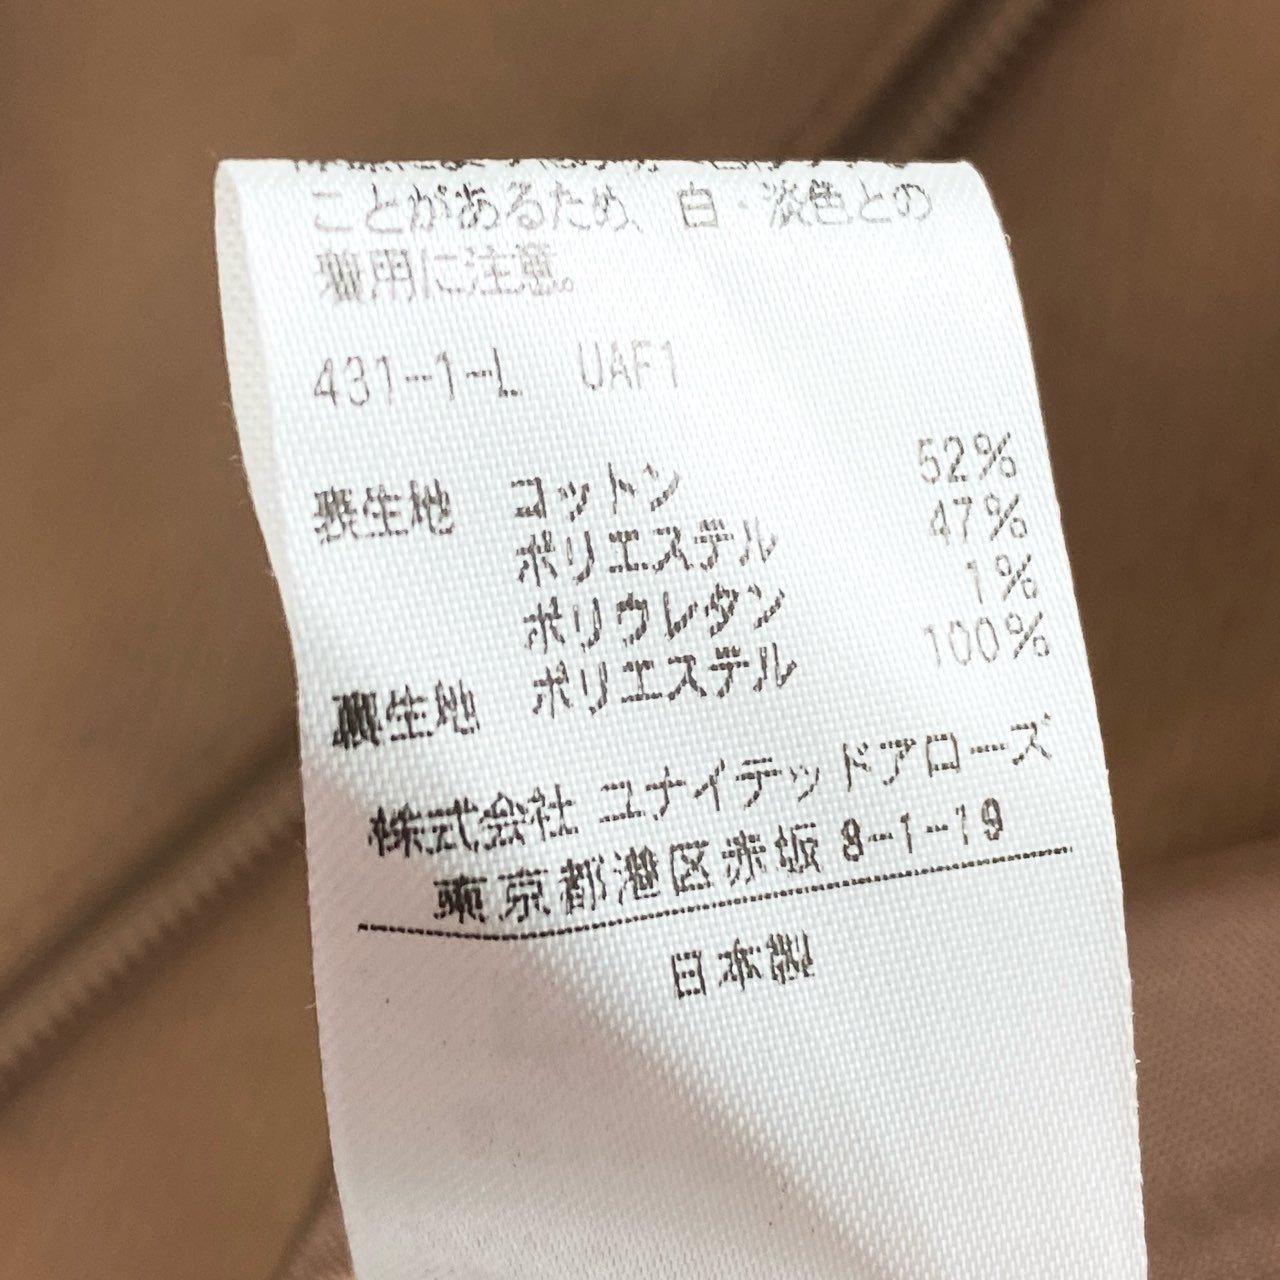 ことがあるため、白・淡色との
着用に注意。
431-1-L UAF1
表生地 コットン 52%
ポリエステル 47%
ポリウレタン 1%
裏生地 ポリエステル 100%
株式会社 ユナイテッドアローズ
東京都港区赤坂 8-1-19
日本製